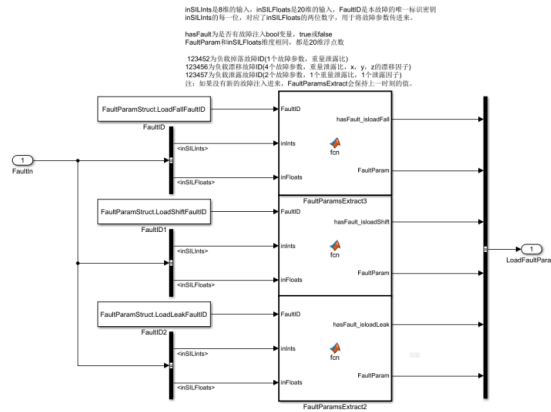 inSILInts是8维的输入，inSILFloats是20维的输入，FaultID是本故障的唯一标识密钥
inSILInts的每一位，对应了inSILFloats的两位数字，用于将故障参数传进来。
hasFault为是否有故障注入bool变量，true或false
FaultParam和inSILFloats维度相同，都是20维浮点数
123452为负载掉落故障ID(1个故障参数，重量泄露比)
123456为负载漂移故障ID(4个故障参数，重量泄露比，x，y，z的漂移因子)
123457为负载泄露故障ID(2个故障参数，1个重量泄露比，1个泄露因子)
注：如果没有新的故障注入进来，FaultParamsExtract会保持上一时刻的值。
FaultParamStruct.LoadFallFaultID
FaultID
FaultID
hasFault_isloadFall
<inSILInts>
inInts
fcn
1
FaultIn
<inSILFloats>
inFloats
FaultParam
FaultParamsExtract3
FaultParamStruct.LoadShiftFaultID
FaultID1
FaultID
hasFault_isloadShift
<inSILInts>
inInts
fcn
1
LoadFaultPara
<inSILFloats>
inFloats
FaultParam
FaultParamStruct.LoadLeakFaultID
FaultID2
FaultID
hasFault_isloadLeak
<inSILInts>
inInts
fcn
<inSILFloats>
inFloats
FaultParam
FaultParamsExtract2